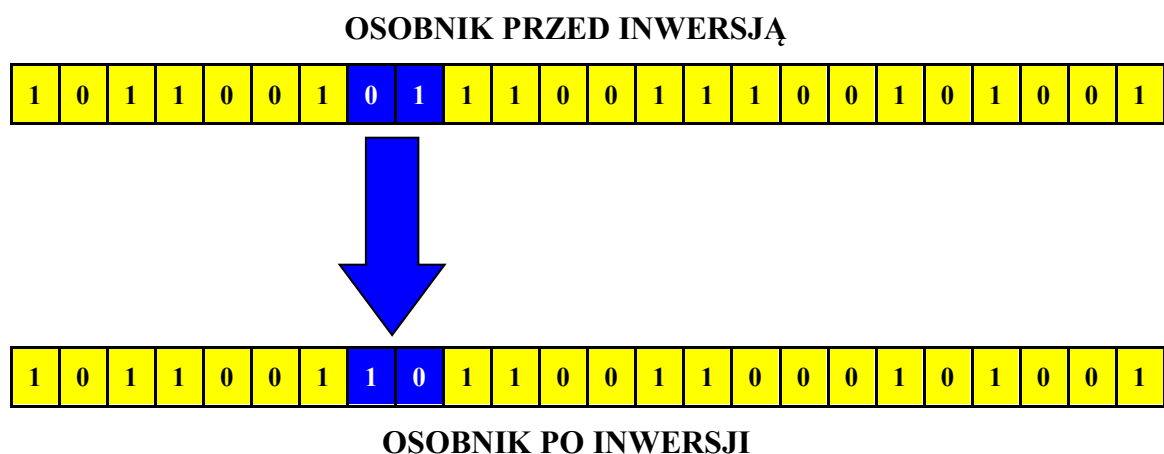 OSOBNIK PRZED INWERSJĄ
1 0 1 1 0 0 1 0 1 1 1 0 0 1 1 1 0 0 1 0 1 0 0 1
1 0 1 1 0 0 1 1 0 1 1 0 0 1 1 0 0 0 1 0 1 0 0 1
OSOBNIK PO INWERSJI